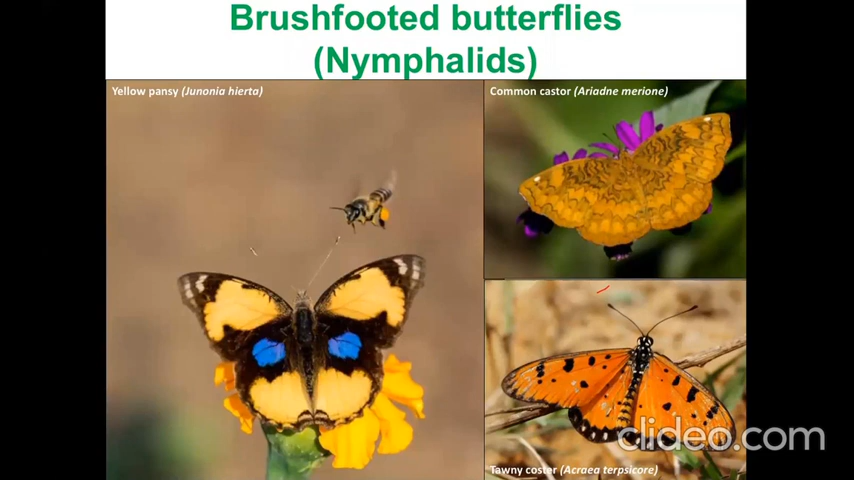 Brushfooted butterflies
(Nymphalids)
Yellow pansy (Junonia hierta)
Common castor (Ariadne merione)
Tawny coster (Acraea terpsicore)
clideo.com